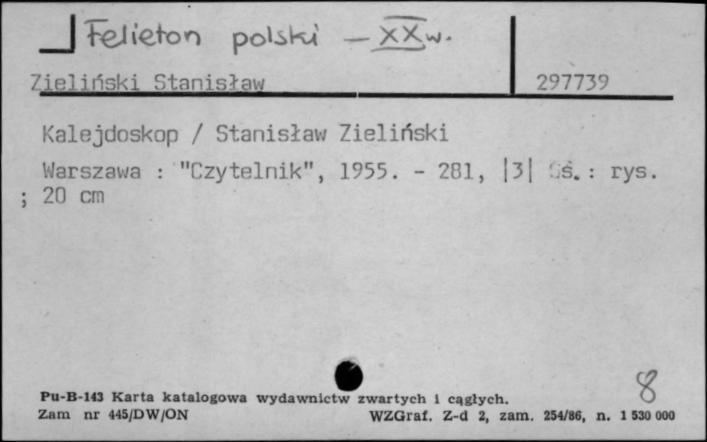 Felieton polski - XX w.
Zieliński Stanisław 297739
Kalejdoskop / Stanisław Zieliński
Warszawa : "Czytelnik", 1955. - 281, |3| s. : rys.
; 20 cm
8
Pu-B-143 Karta katalogowa wydawnictw zwartych i ciągłych.
Zam nr 445/DW/ON WZGraf. Z-d 2, zam. 254/86, n. 1 530 000